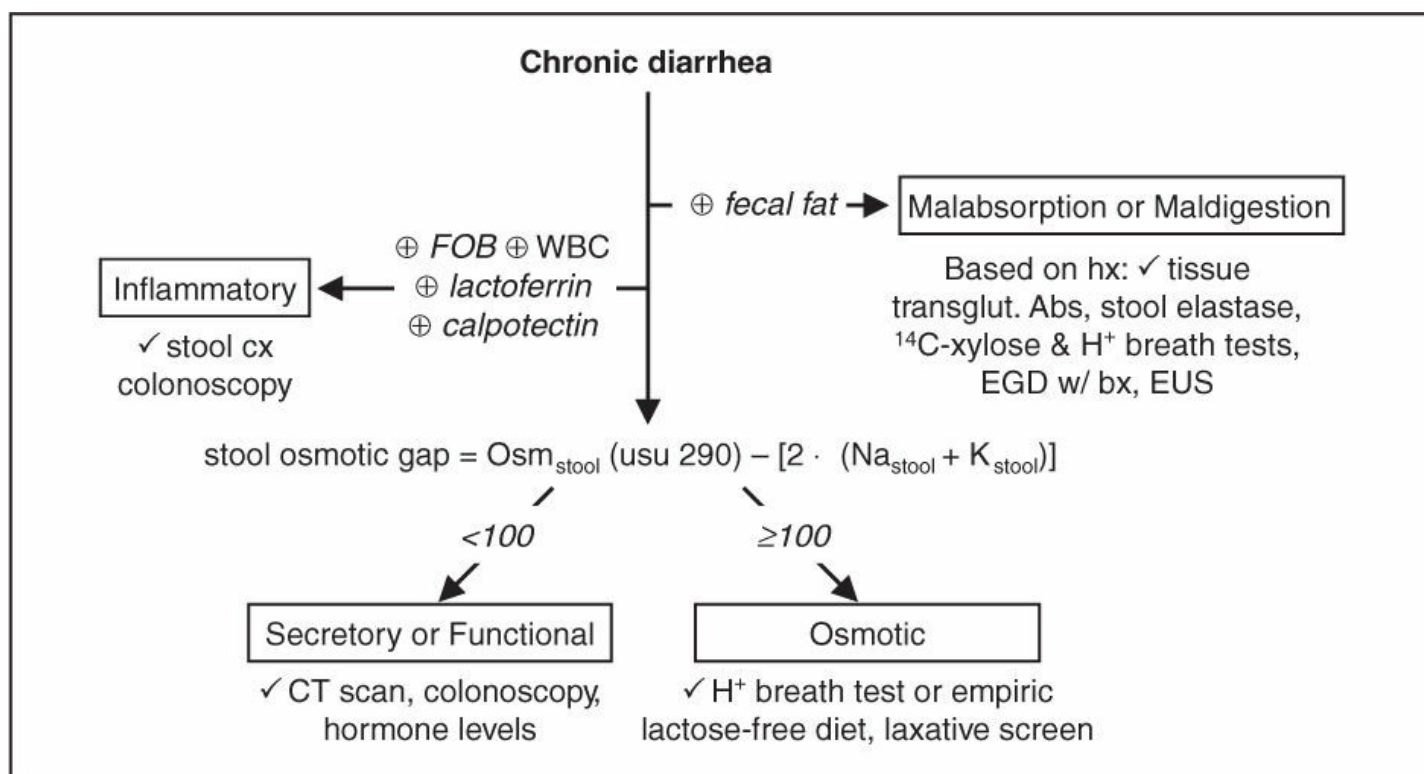 Chronic diarrhea
⊕ fecal fat
Malabsorption or Maldigestion
Based on hx: ✓ tissue
transglut. Abs, stool elastase,
¹⁴C-xylose & H⁺ breath tests,
EGD w/ bx, EUS
⊕ FOB ⊕ WBC
⊕ lactoferrin
⊕ calpotectin
Inflammatory
✓ stool cx
colonoscopy
stool osmotic gap = Osm_stool (usu 290) – [2 · (Na_stool + K_stool)]
<100
≥100
Secretory or Functional
✓ CT scan, colonoscopy,
hormone levels
Osmotic
✓ H⁺ breath test or empiric
lactose-free diet, laxative screen